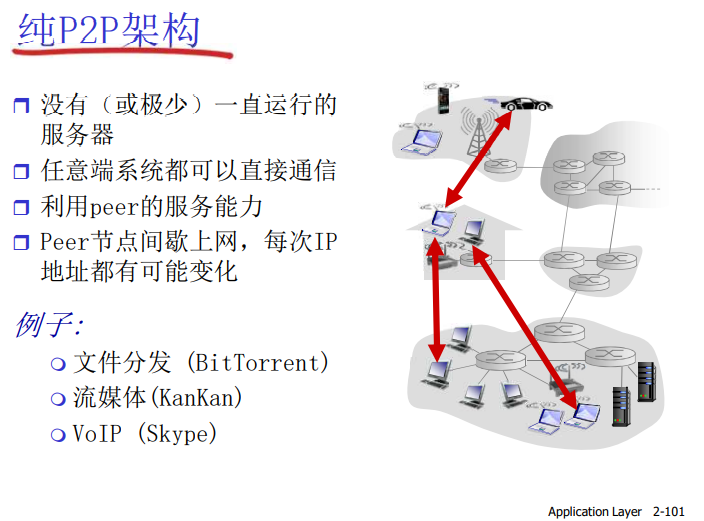 纯P2P架构
没有（或极少）一直运行的
服务器
任意端系统都可以直接通信
利用peer的服务能力
Peer节点间歇上网，每次IP
地址都有可能变化
例子:
文件分发 (BitTorrent)
流媒体(KanKan)
VoIP (Skype)
Application Layer 2-101